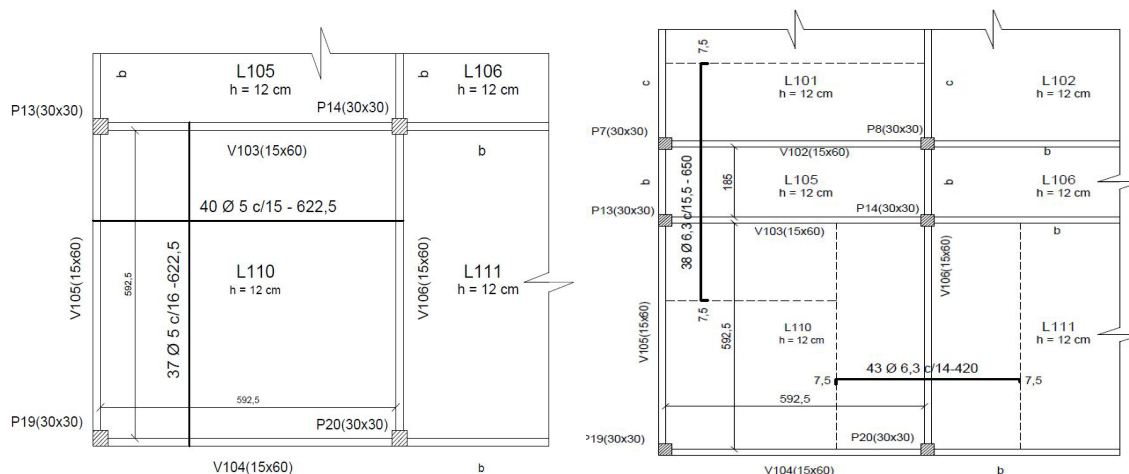 b
L105
h = 12 cm
b
L106
h = 12 cm
P13(30x30)
P14(30x30)
V103(15x60)
b
40 Ø 5 c/15 - 622,5
V105(15x60)
592,5
37 Ø 5 c/16 -622,5
L110
h = 12 cm
V106(15x60)
L111
h = 12 cm
592,5
P19(30x30)
P20(30x30)
V104(15x60)
b
7,5
c
L101
h = 12 cm
c
L102
h = 12 cm
P7(30x30)
P8(30x30)
V102(15x60)
b
38 Ø 6,3 c/15,5 - 650
b
185
L105
h = 12 cm
b
L106
h = 12 cm
P13(30x30)
P14(30x30)
V103(15x60)
b
V106(15x60)
7,5
V105(15x60)
592,5
L110
h = 12 cm
L111
h = 12 cm
43 Ø 6,3 c/14-420
7,5
7,5
592,5
P19(30x30)
P20(30x30)
V104(15x60)
b